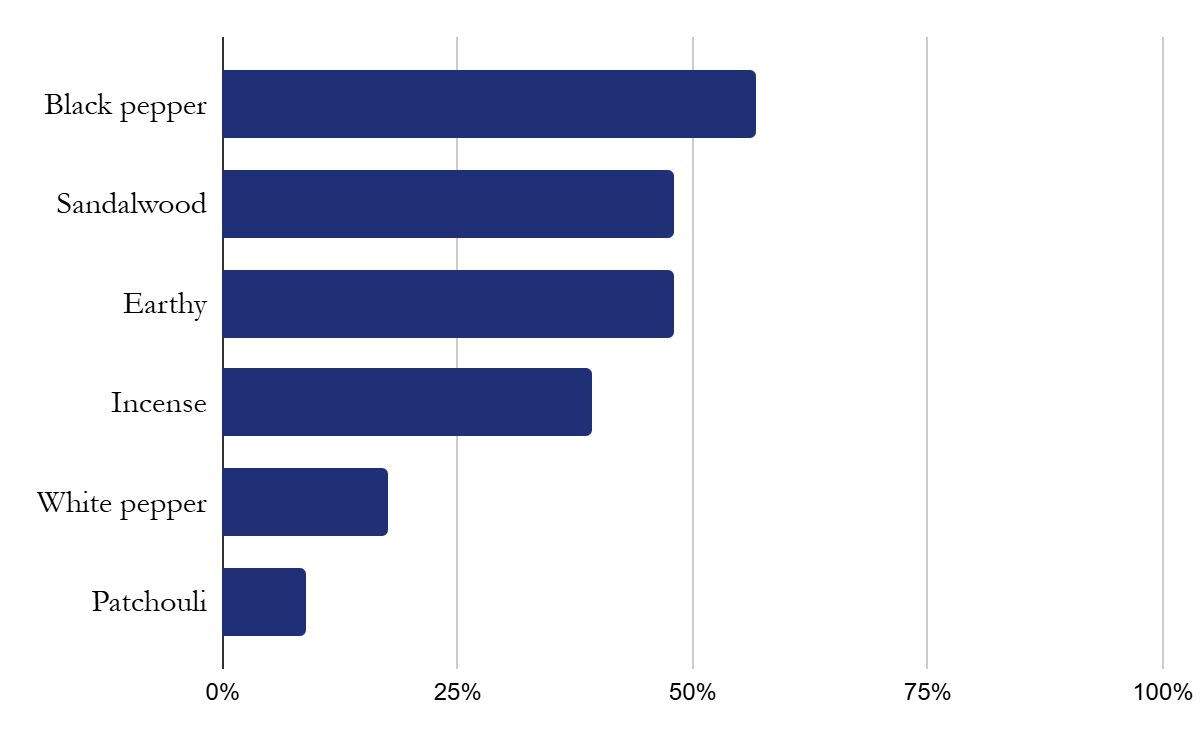 Black pepper
Sandalwood
Earthy
Incense
White pepper
Patchouli
0% 25% 50% 75% 100%